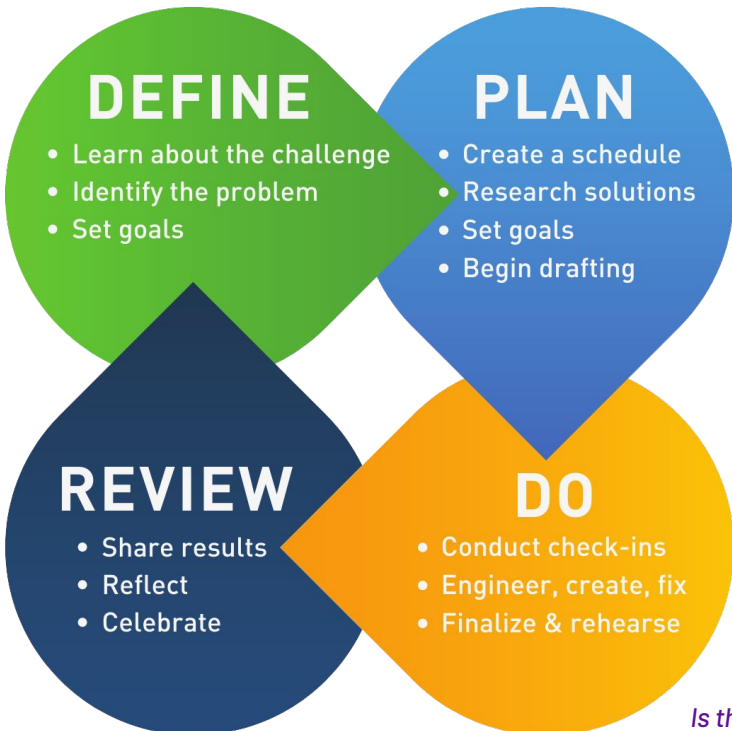 DEFINE
• Learn about the challenge
• Identify the problem
• Set goals
PLAN
• Create a schedule
• Research solutions
• Set goals
• Begin drafting
REVIEW
• Share results
• Reflect
• Celebrate
DO
• Conduct check-ins
• Engineer, create, fix
• Finalize & rehearse
Is